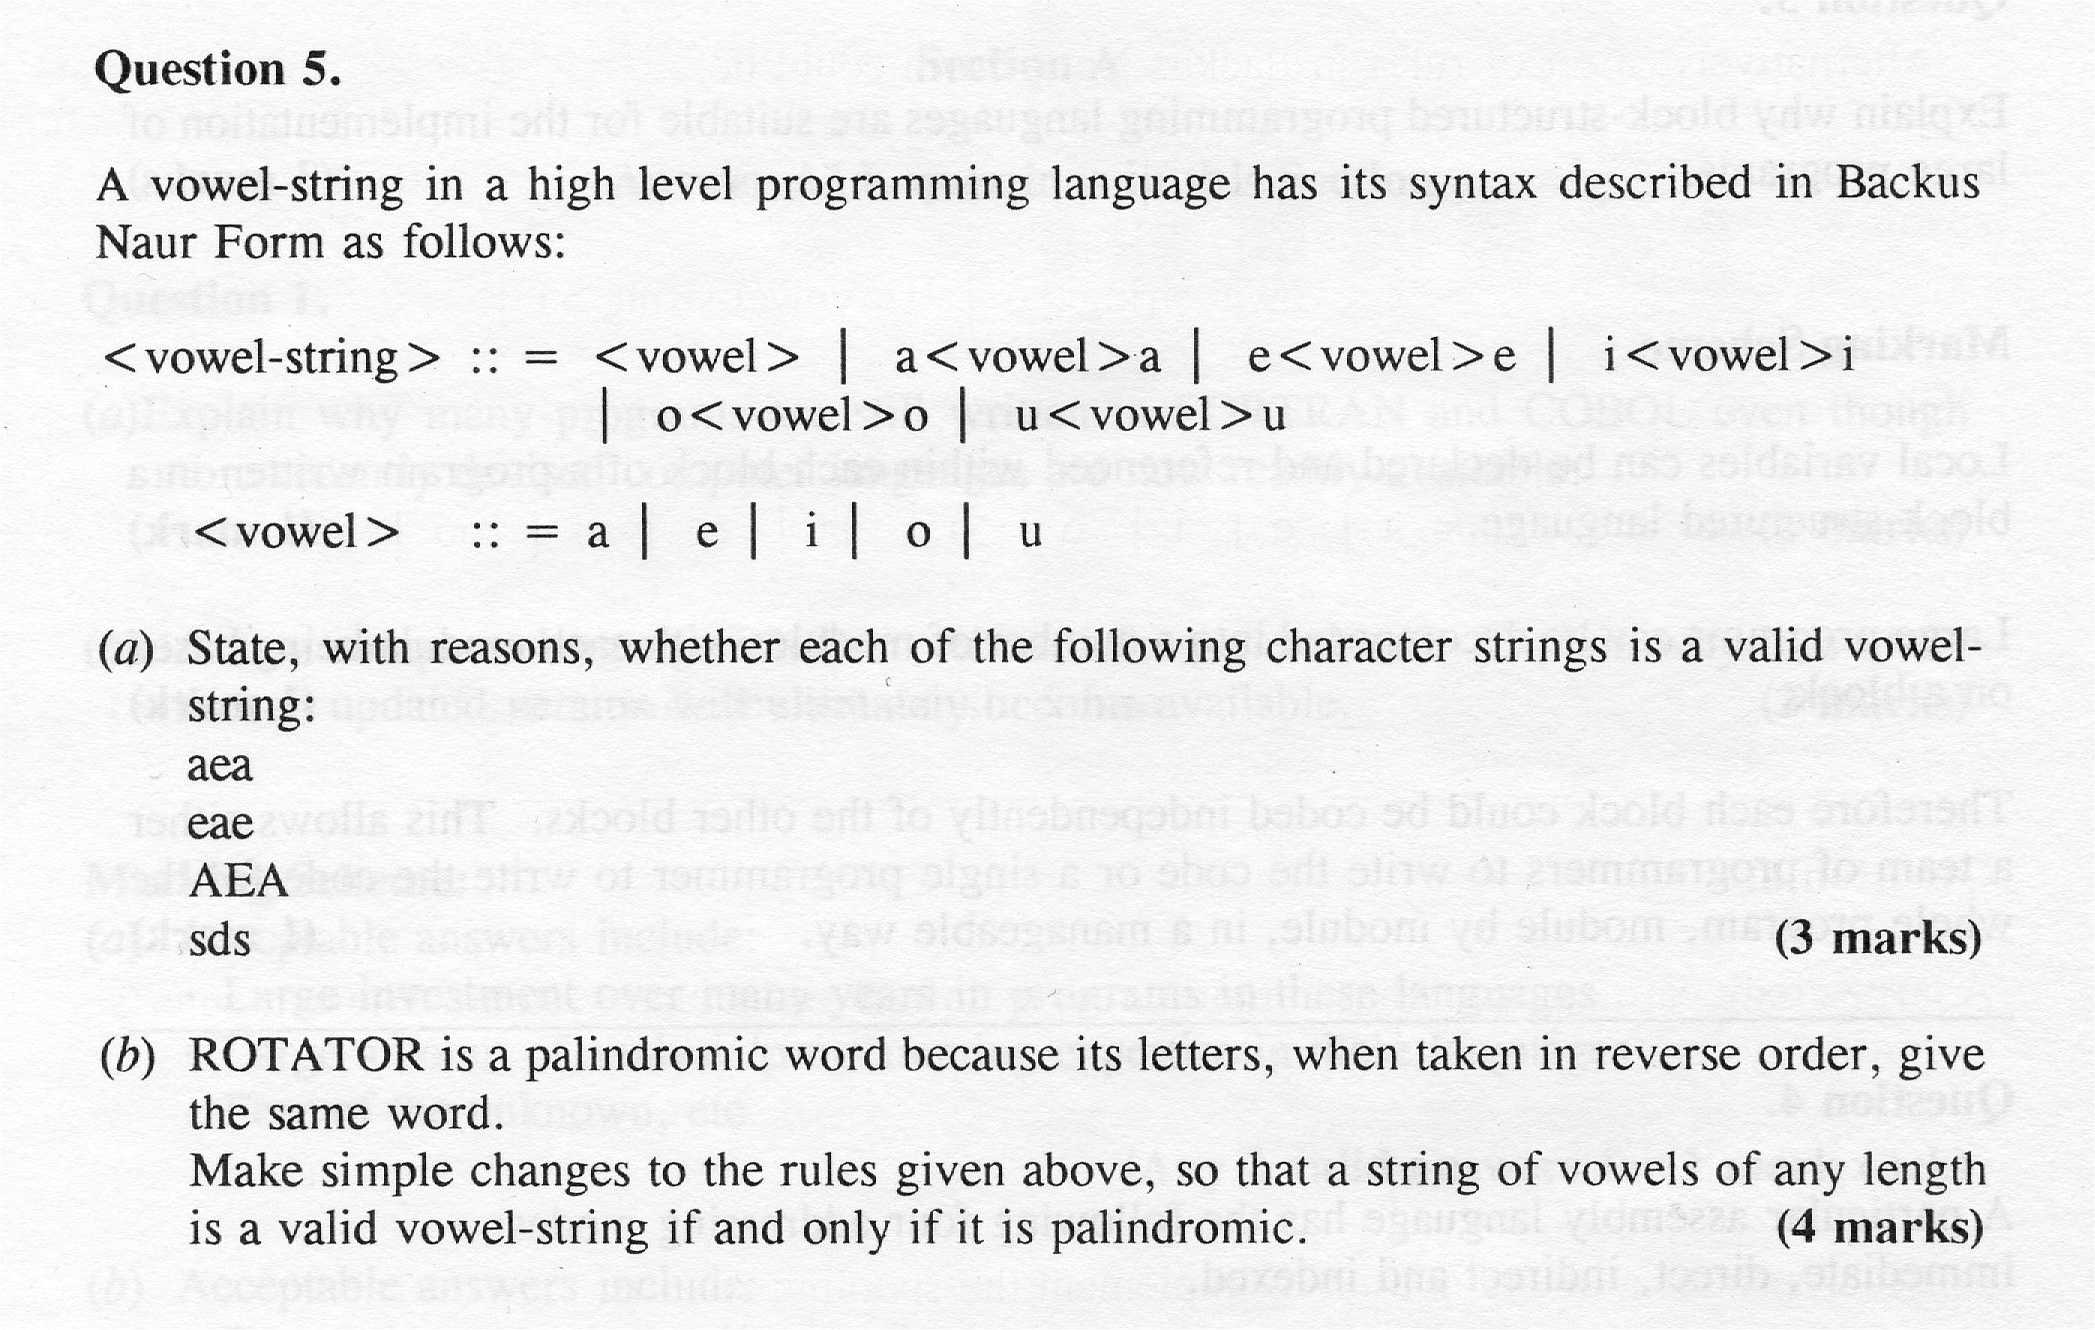 Question 5.
A vowel-string in a high level programming language has its syntax described in Backus
Naur Form as follows:
<vowel-string> :: = <vowel> | a<vowel>a | e<vowel>e | i<vowel>i
| o<vowel>o | u<vowel>u
<vowel> :: = a | e | i | o | u
(a) State, with reasons, whether each of the following character strings is a valid vowel-
string:
aea
eae
AEA
sds (3 marks)
(b) ROTATOR is a palindromic word because its letters, when taken in reverse order, give
the same word.
Make simple changes to the rules given above, so that a string of vowels of any length
is a valid vowel-string if and only if it is palindromic. (4 marks)